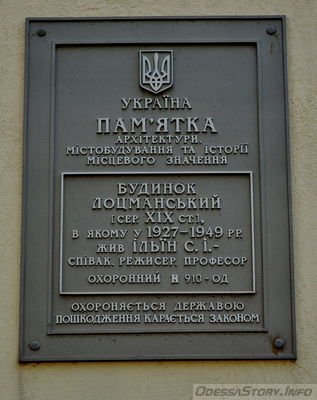 УКРАЇНА
ПАМ'ЯТКА
АРХІТЕКТУРИ,
МІСТОБУДУВАННЯ ТА ІСТОРІЇ
МІСЦЕВОГО ЗНАЧЕННЯ
БУДИНОК
ЛОЦМАНСЬКИЙ
[СЕР. XIX СТ.],
В ЯКОМУ У 1927-1949 РР.
ЖИВ ІЛЬЇН С. І.-
СПІВАК, РЕЖИСЕР, ПРОФЕСОР
ОХОРОННИЙ № 910-ОД
ОХОРОНЯЄТЬСЯ ДЕРЖАВОЮ
ПОШКОДЖЕННЯ КАРАЄТЬСЯ ЗАКОНОМ
ODESSASTORY.INFO